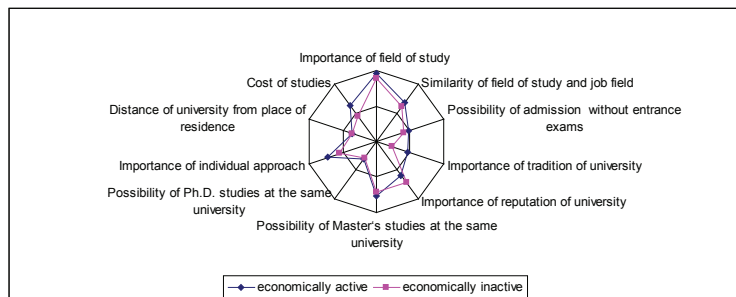 Importance of field of study
Cost of studies
Similarity of field of study and job field
Distance of university from place of
residence
Possibility of admission without entrance
exams
Importance of individual approach
Importance of tradition of university
Possibility of Ph.D. studies at the same
university
Importance of reputation of university
Possibility of Master's studies at the same
university
economically active
economically inactive